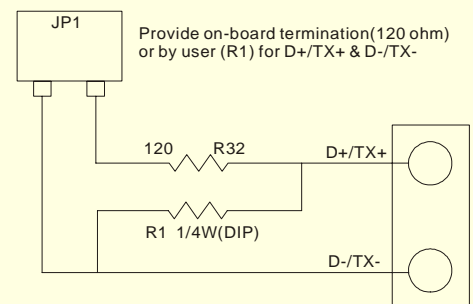 JP1
Provide on-board termination(120 ohm)
or by user (R1) for D+/TX+ & D-/TX-
120 R32
D+/TX+
R1 1/4W(DIP)
D-/TX-